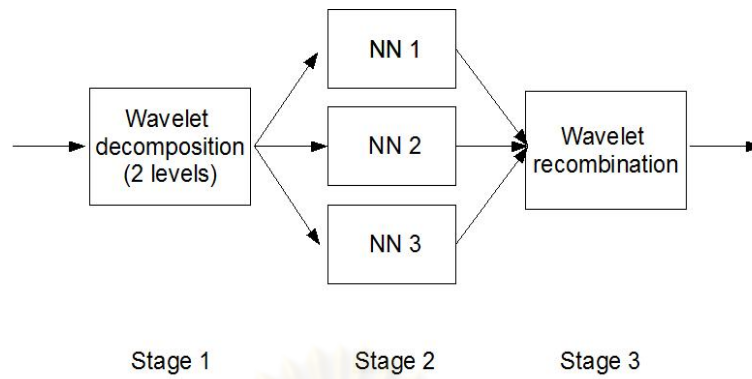 NN 1
Wavelet
decomposition
(2 levels)
NN 2
Wavelet
recombination
NN 3
Stage 1
Stage 2
Stage 3